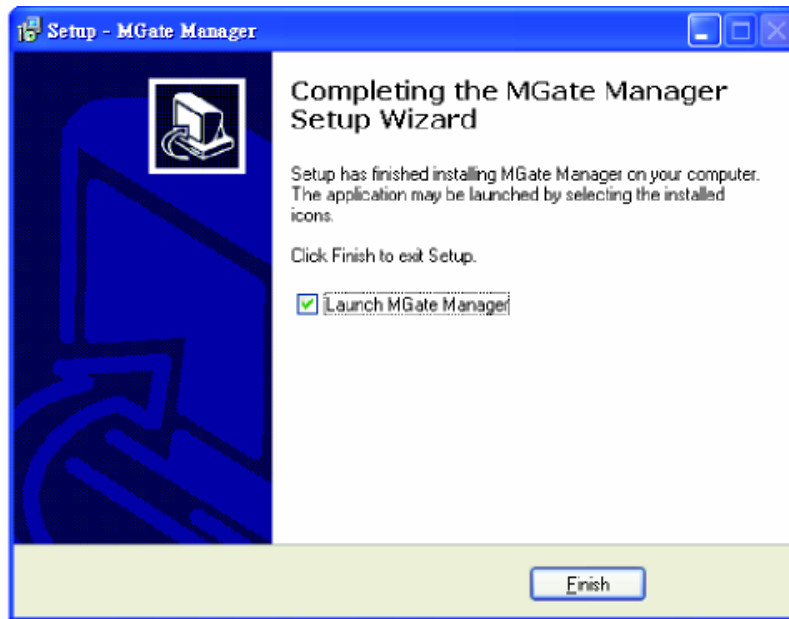 Setup - MGate Manager
Completing the MGate Manager
Setup Wizard
Setup has finished installing MGate Manager on your computer.
The application may be launched by selecting the installed
icons.
Click Finish to exit Setup.
Launch MGate Manager
Finish